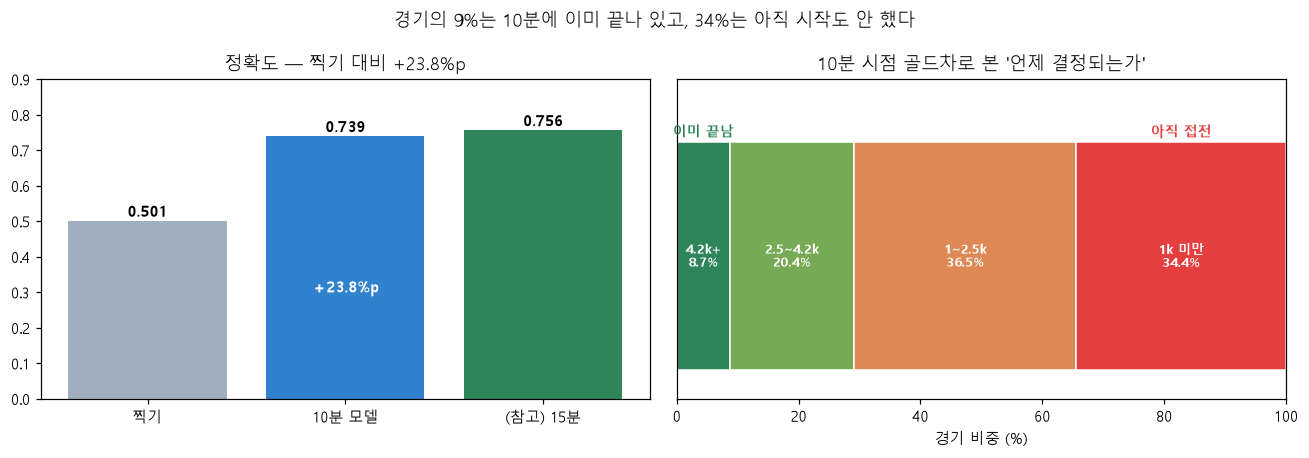 경기의 9%는 10분에 이미 끝나 있고, 34%는 아직 시작도 안 했다
정확도 — 찍기 대비 +23.8%p
0.9
0.8
0.7
0.6
0.5
0.4
0.3
0.2
0.1
0.0
0.501
0.739
0.756
+23.8%p
찍기
10분 모델
(참고) 15분
10분 시점 골드차로 본 '언제 결정되는가'
이미 끝남
아직 접전
4.2k+
8.7%
2.5~4.2k
20.4%
1~2.5k
36.5%
1k 미만
34.4%
0
20
40
60
80
100
경기 비중 (%)